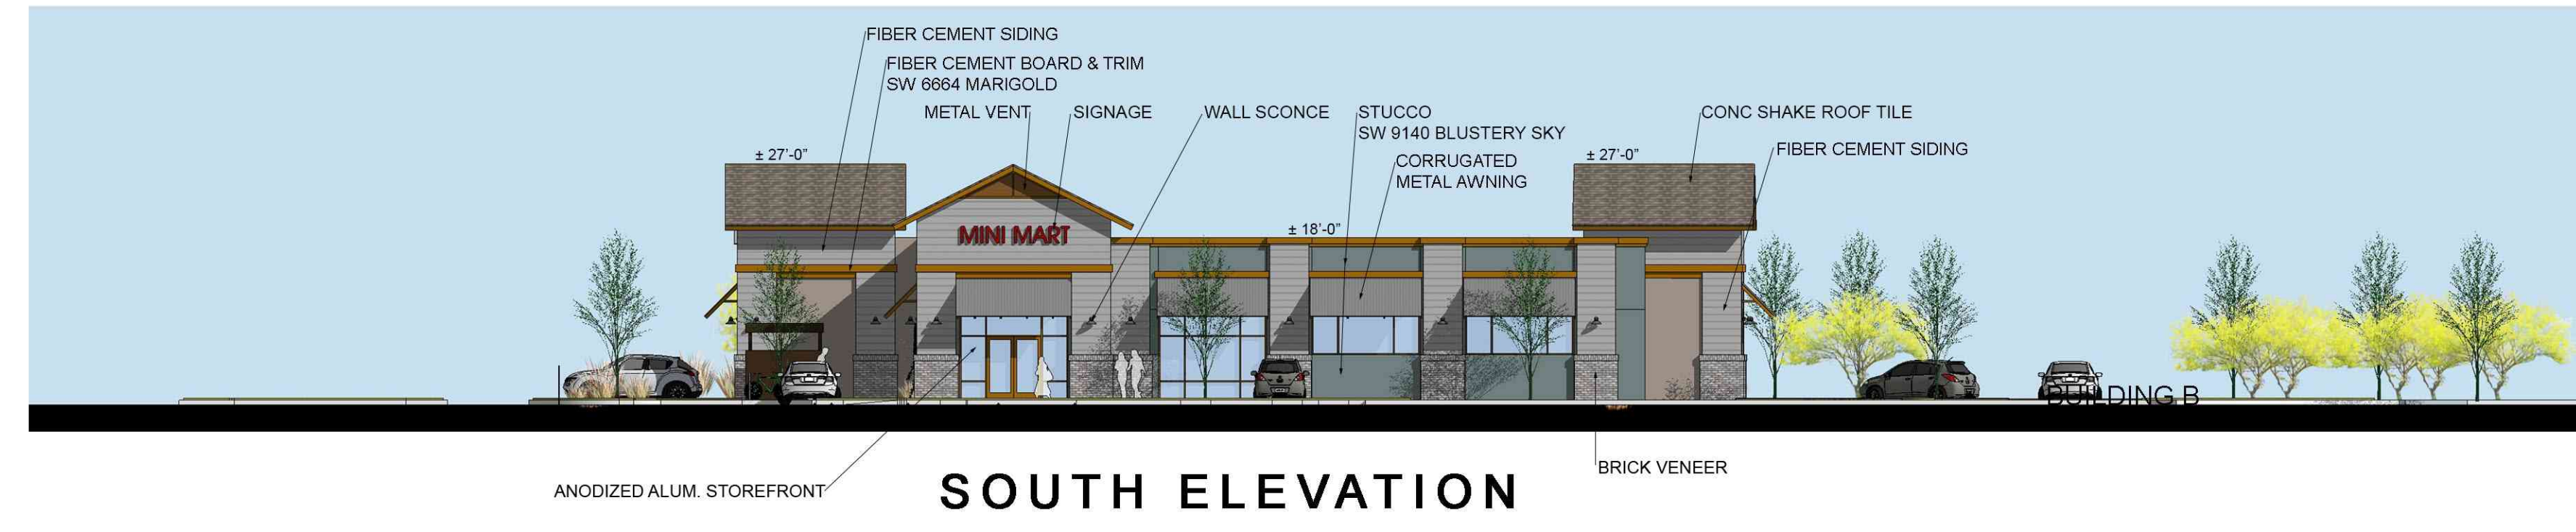 FIBER CEMENT SIDING
FIBER CEMENT BOARD & TRIM
SW 6664 MARIGOLD
METAL VENT
SIGNAGE
WALL SCONCE
STUCCO
SW 9140 BLUSTERY SKY
CORRUGATED
METAL AWNING
CONC SHAKE ROOF TILE
FIBER CEMENT SIDING
± 27'-0"
± 27'-0"
± 18'-0"
MINI MART
BUILDING B
ANODIZED ALUM. STOREFRONT
BRICK VENEER
SOUTH ELEVATION